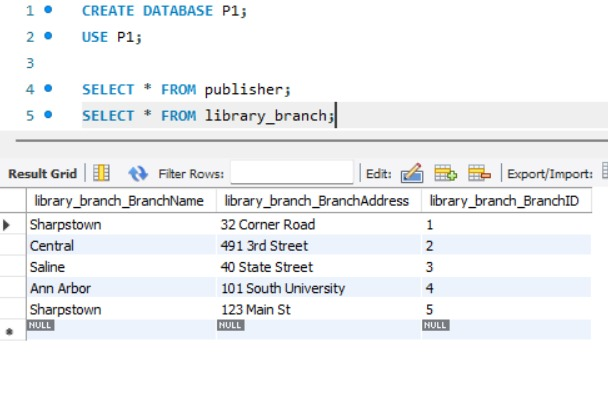 1 CREATE DATABASE P1;
2 USE P1;
3
4 SELECT * FROM publisher;
5 SELECT * FROM library_branch;
Result Grid Filter Rows: Edit: Export/Import:
library_branch_BranchName library_branch_BranchAddress library_branch_BranchID
Sharpstown 32 Corner Road 1
Central 491 3rd Street 2
Saline 40 State Street 3
Ann Arbor 101 South University 4
Sharpstown 123 Main St 5
NULL NULL NULL